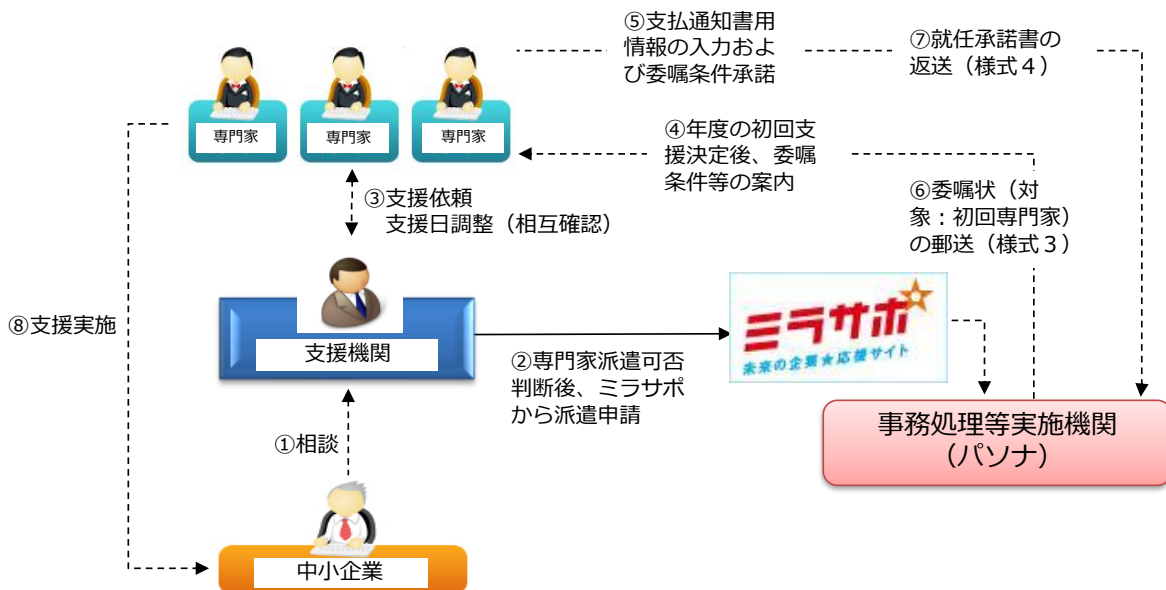 ⑤支払通知書用
情報の入力およ
び委嘱条件承諾
⑦就任承諾書の
返送（様式４）
専門家
専門家
専門家
④年度の初回支
援決定後、委嘱
条件等の案内
③支援依頼
支援日調整（相互確認）
⑥委嘱状（対
象：初回専門家）
の郵送（様式３）
⑧支援実施
支援機関
ミラサポ
未来の企業★応援サイト
②専門家派遣可否
判断後、ミラサポ
から派遣申請
事務処理等実施機関
（パソナ）
①相談
中小企業